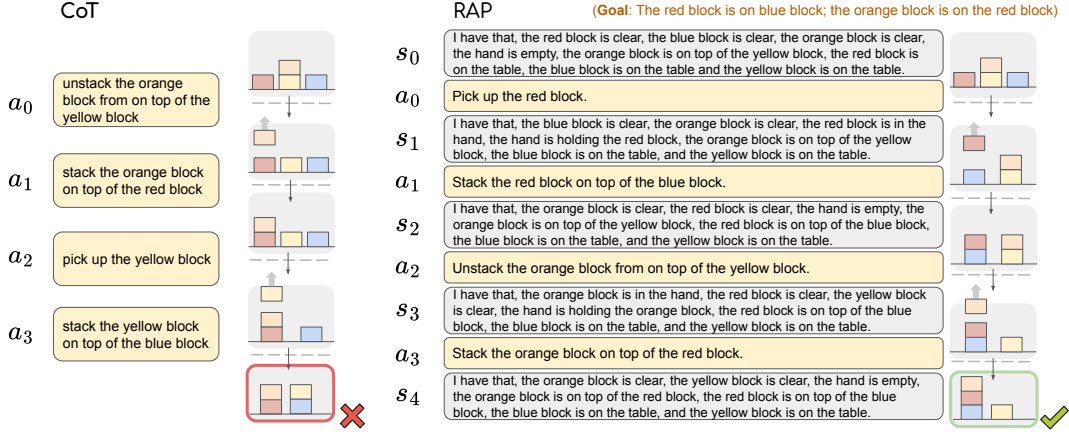 CoT
a0
unstack the orange
block from on top of the
yellow block
a1
stack the orange block
on top of the red block
a2
pick up the yellow block
a3
stack the yellow block
on top of the blue block
RAP
(Goal: The red block is on blue block; the orange block is on the red block)
s0
I have that, the red block is clear, the blue block is clear, the orange block is clear,
the hand is empty, the orange block is on top of the yellow block, the red block is
on the table, the blue block is on the table and the yellow block is on the table.
a0
Pick up the red block.
s1
I have that, the blue block is clear, the orange block is clear, the red block is in the
hand, the hand is holding the red block, the orange block is on top of the yellow
block, the blue block is on the table, and the yellow block is on the table.
a1
Stack the red block on top of the blue block.
s2
I have that, the orange block is clear, the red block is clear, the hand is empty, the
orange block is on top of the yellow block, the red block is on top of the blue block,
the blue block is on the table, and the yellow block is on the table.
a2
Unstack the orange block from on top of the yellow block.
s3
I have that, the orange block is in the hand, the red block is clear, the yellow block
is clear, the hand is holding the orange block, the red block is on top of the blue
block, the blue block is on the table, and the yellow block is on the table.
a3
Stack the orange block on top of the red block.
s4
I have that, the orange block is clear, the yellow block is clear, the hand is empty,
the orange block is on top of the red block, the red block is on top of the blue
block, the blue block is on the table, and the yellow block is on the table.